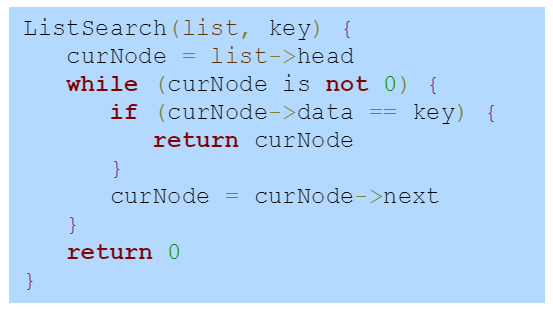 ListSearch(list, key) {
   curNode = list->head
   while (curNode is not 0) {
      if (curNode->data == key) {
         return curNode
      }
      curNode = curNode->next
   }
   return 0
}